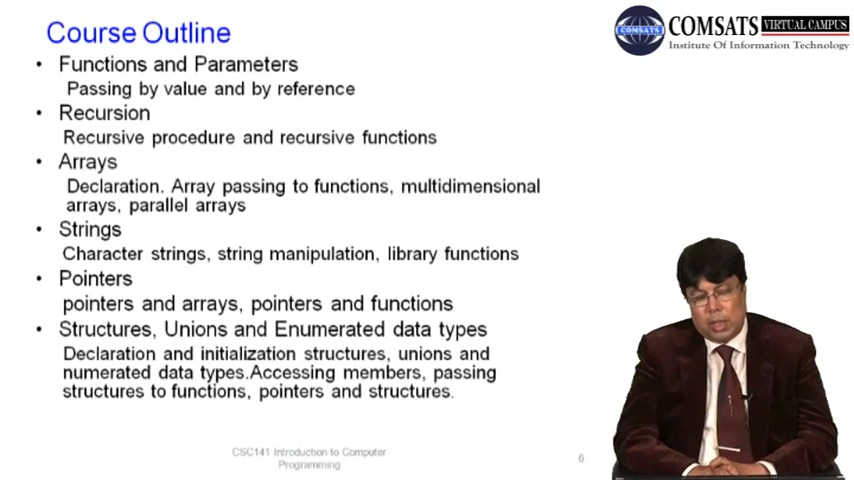 Course Outline
COMSATS VIRTUAL CAMPUS
Institute Of Information Technology
COMSATS
• Functions and Parameters
Passing by value and by reference
• Recursion
Recursive procedure and recursive functions
• Arrays
Declaration. Array passing to functions, multidimensional
arrays, parallel arrays
• Strings
Character strings, string manipulation, library functions
• Pointers
pointers and arrays, pointers and functions
• Structures, Unions and Enumerated data types
Declaration and initialization structures, unions and
numerated data types.Accessing members, passing
structures to functions, pointers and structures.
CSC141 Introduction to Computer
Programming
6